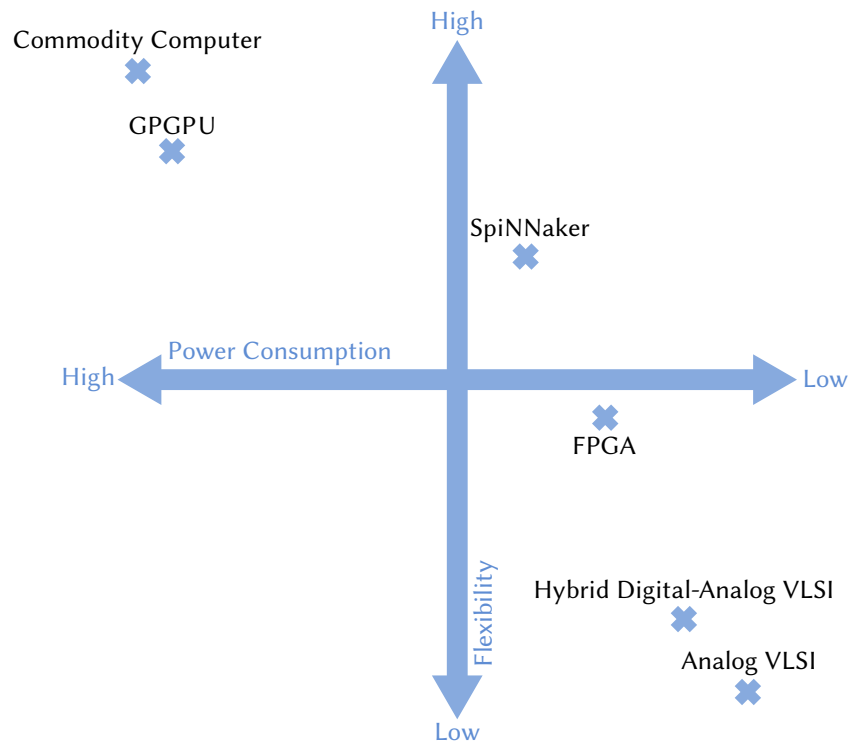 High
Commodity Computer
GPGPU
SpiNNaker
Power Consumption
High
Low
FPGA
Flexibility
Hybrid Digital-Analog VLSI
Analog VLSI
Low